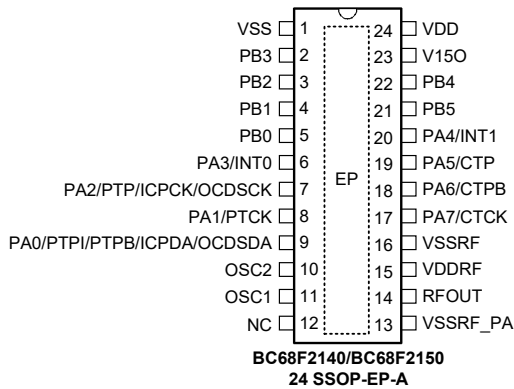 VSS 1 24 VDD
PB3 2 23 V15O
PB2 3 22 PB4
PB1 4 21 PB5
PB0 5 20 PA4/INT1
PA3/INT0 6 EP 19 PA5/CTP
PA2/PTP/ICPCK/OCDSCK 7 18 PA6/CTPB
PA1/PTCK 8 17 PA7/CTCK
PA0/PTPI/PTPB/ICPDA/OCDSDA 9 16 VSSRF
OSC2 10 15 VDDRF
OSC1 11 14 RFOUT
NC 12 13 VSSRF_PA
BC68F2140/BC68F2150
24 SSOP-EP-A